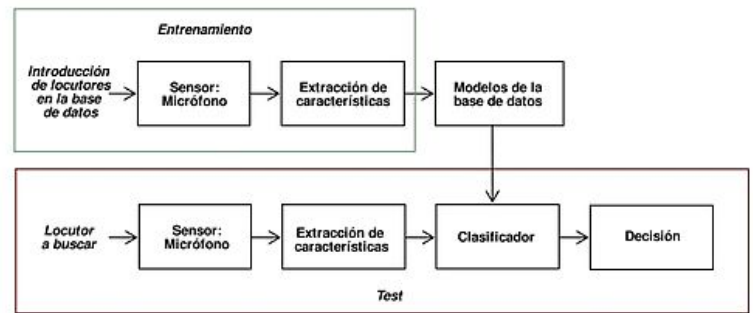 Entrenamiento
Introducción
de locutores
en la base
de datos
Sensor:
Micrófono
Extracción de
características
Modelos de la
base de datos
Locutor
a buscar
Sensor:
Micrófono
Extracción de
características
Clasificador
Decisión
Test